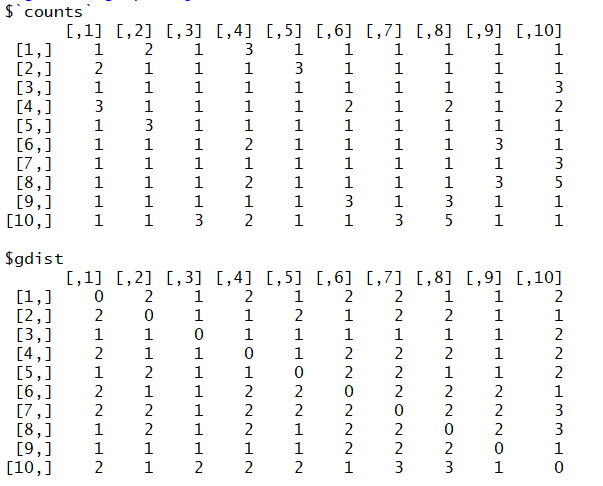 $`counts`
      [,1] [,2] [,3] [,4] [,5] [,6] [,7] [,8] [,9] [,10]
 [1,]    1    2    1    3    1    1    1    1    1     1
 [2,]    2    1    1    1    3    1    1    1    1     1
 [3,]    1    1    1    1    1    1    1    1    1     3
 [4,]    3    1    1    1    1    2    1    2    1     2
 [5,]    1    3    1    1    1    1    1    1    1     1
 [6,]    1    1    1    2    1    1    1    1    3     1
 [7,]    1    1    1    1    1    1    1    1    1     3
 [8,]    1    1    1    2    1    1    1    1    3     5
 [9,]    1    1    1    1    1    3    1    3    1     1
[10,]    1    1    3    2    1    1    3    5    1     1

$gdist
      [,1] [,2] [,3] [,4] [,5] [,6] [,7] [,8] [,9] [,10]
 [1,]    0    2    1    2    1    2    2    1    1     2
 [2,]    2    0    1    1    2    1    2    2    1     1
 [3,]    1    1    0    1    1    1    1    1    1     2
 [4,]    2    1    1    0    1    2    2    2    1     2
 [5,]    1    2    1    1    0    2    2    1    1     2
 [6,]    2    1    1    2    2    0    2    2    2     1
 [7,]    2    2    1    2    2    2    0    2    2     3
 [8,]    1    2    1    2    1    2    2    0    2     3
 [9,]    1    1    1    1    1    2    2    2    0     1
[10,]    2    1    2    2    2    1    3    3    1     0